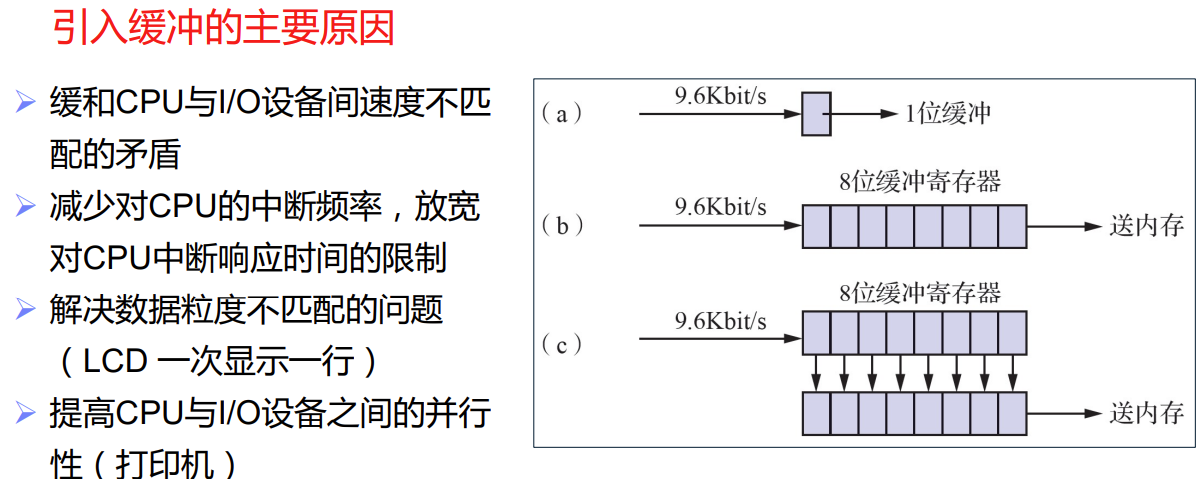 引入缓冲的主要原因
缓和CPU与I/O设备间速度不匹
配的矛盾
减少对CPU的中断频率，放宽
对CPU中断响应时间的限制
解决数据粒度不匹配的问题
（LCD 一次显示一行）
提高CPU与I/O设备之间的并行
性（打印机）
（a） 9.6Kbit/s 1位缓冲
8位缓冲寄存器
（b） 9.6Kbit/s 送内存
8位缓冲寄存器
（c） 9.6Kbit/s
送内存